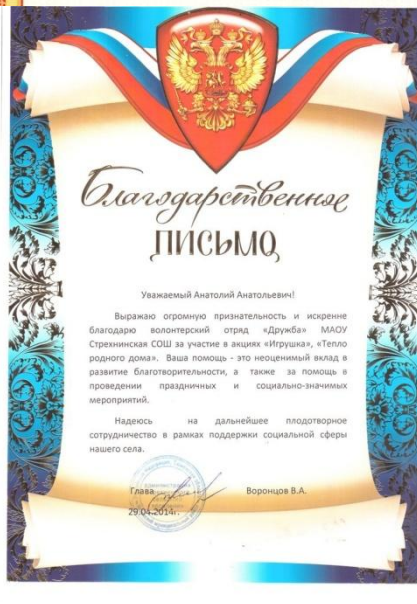 Благодарственное
ПИСЬМО
Уважаемый Анатолий Анатольевич!
Выражаю огромную признательность и искренне
благодарю волонтерский отряд «Дружба» МАОУ
Стрехнинская СОШ за участие в акциях «Игрушка», «Тепло
родного дома». Ваша помощь - это неоценимый вклад в
развитие благотворительности, а также за помощь в
проведении праздничных и социально-значимых
мероприятий.
Надеюсь на дальнейшее плодотворное
сотрудничество в рамках поддержки социальной сферы
нашего села.
Глава Воронцов В.А.
29.04.2014г.